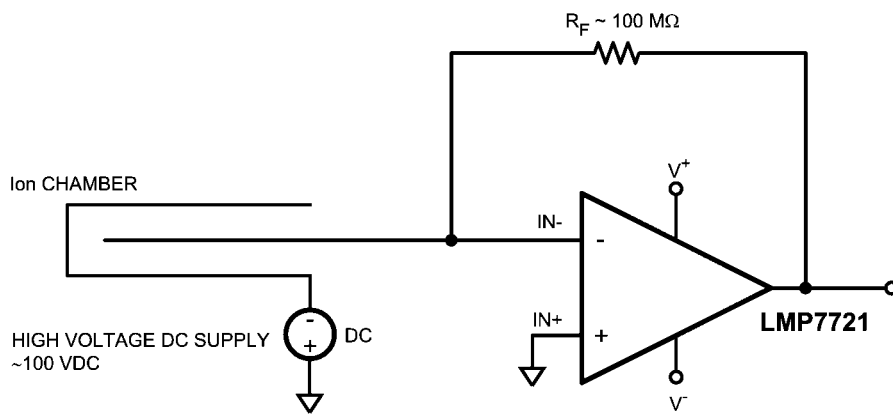 R_F ~ 100 MΩ
Ion CHAMBER
V+
IN-
-
IN+
+
LMP7721
V-
-
+
DC
HIGH VOLTAGE DC SUPPLY
~100 VDC